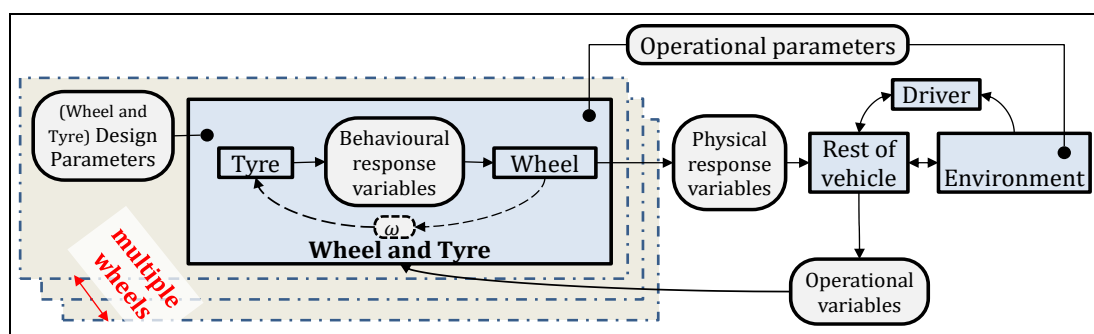 Operational parameters
(Wheel and
Tyre) Design
Parameters
Tyre
Behavioural
response
variables
Wheel
ω
Wheel and Tyre
multiple
wheels
Physical
response
variables
Driver
Rest of
vehicle
Environment
Operational
variables